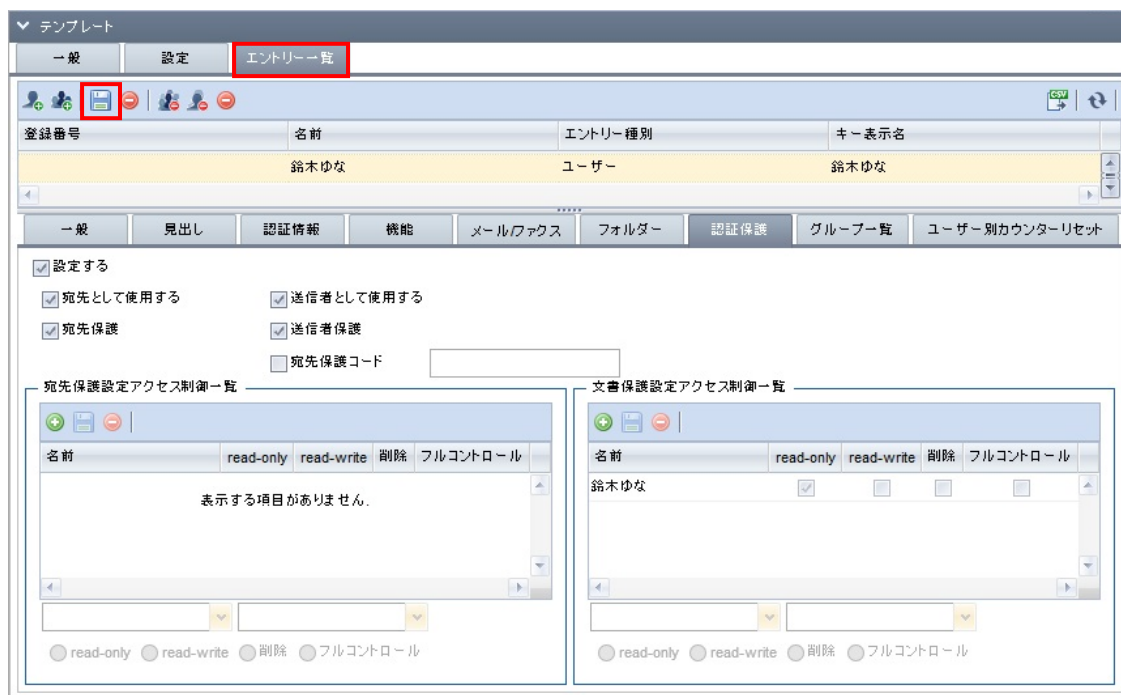 テンプレート
一般 設定 エントリー一覧
CSV
登録番号 名前 エントリー種別 キー表示名
鈴木ゆな ユーザー 鈴木ゆな
一般 見出し 認証情報 機能 メール/ファクス フォルダー 認証保護 グループ一覧 ユーザー別カウンターリセット
設定する
宛先として使用する 送信者として使用する
宛先保護 送信者保護
宛先保護コード
宛先保護設定アクセス制御一覧 文書保護設定アクセス制御一覧
名前 read-only read-write 削除 フルコントロール 名前 read-only read-write 削除 フルコントロール
表示する項目がありません. 鈴木ゆな
read-only read-write 削除 フルコントロール read-only read-write 削除 フルコントロール